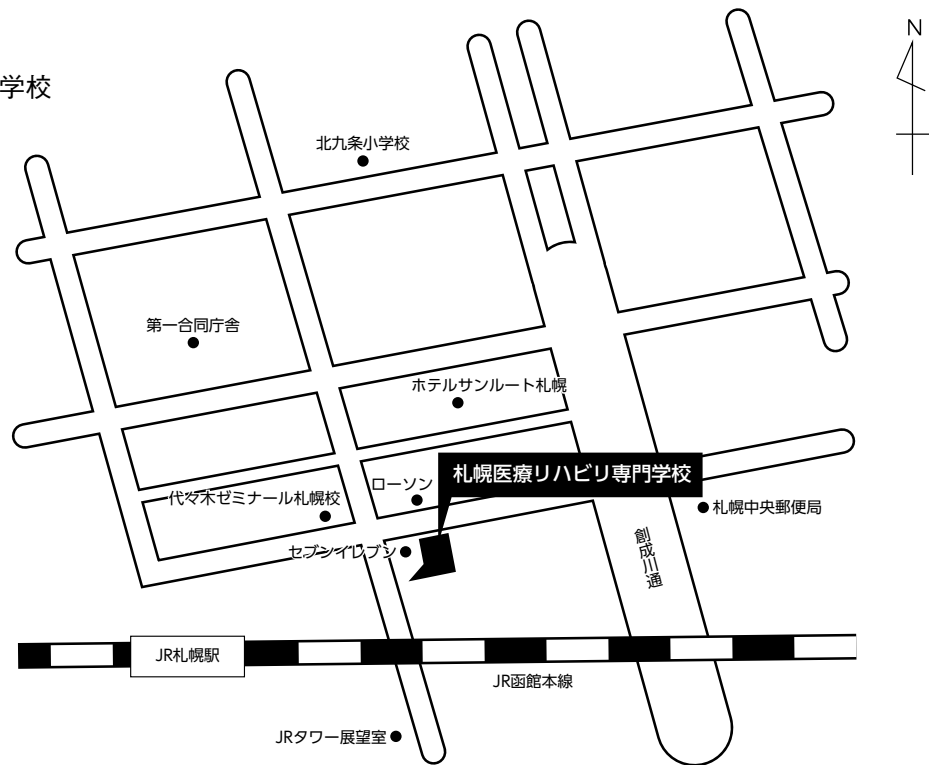 N
学校
北九条小学校
第一合同庁舎
ホテルサンルート札幌
札幌医療リハビリ専門学校
ローソン
代々木ゼミナール札幌校
札幌中央郵便局
セブンイレブン
創成川通
JR札幌駅
JR函館本線
JRタワー展望室